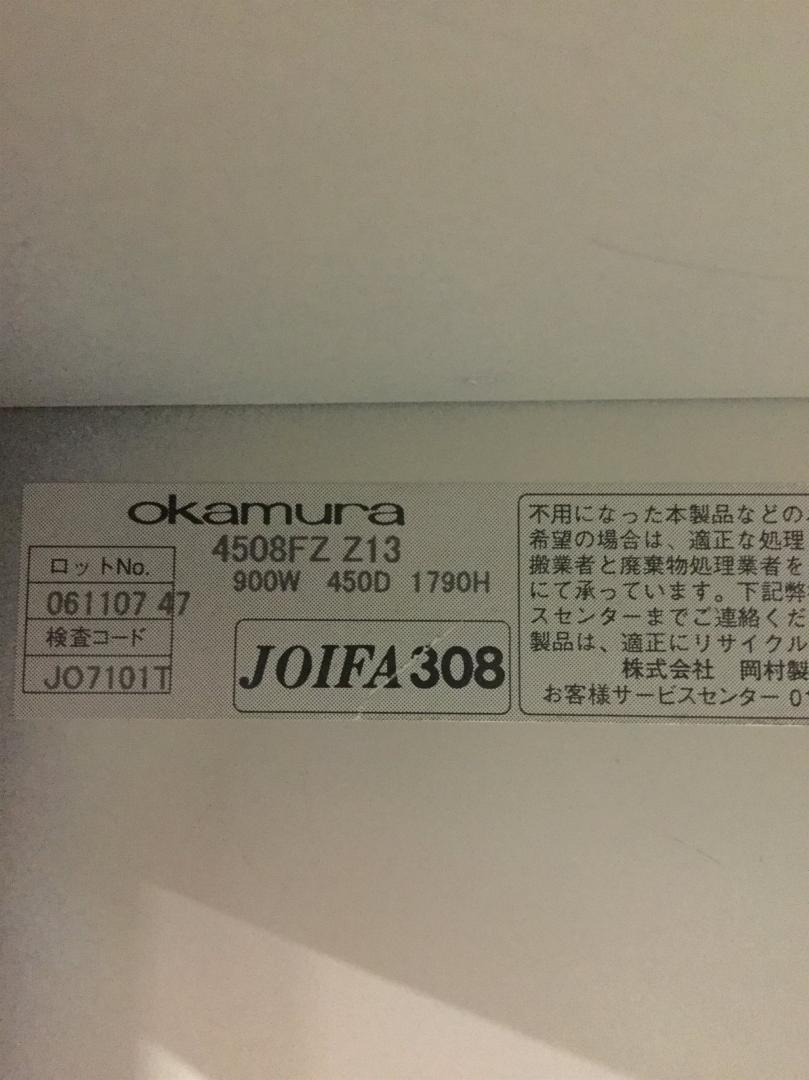 okamura
4508FZ Z13
900W 450D 1790H
ロットNo.
061107 47
検査コード
JO7101T
JOIFA308
不用になった本製品などの
希望の場合は、適正な処理
搬業者と廃棄物処理業者を
にて承っています。下記弊
スセンターまでご連絡くだ
製品は、適正にリサイクル
株式会社 岡村製
お客様サービスセンター 01